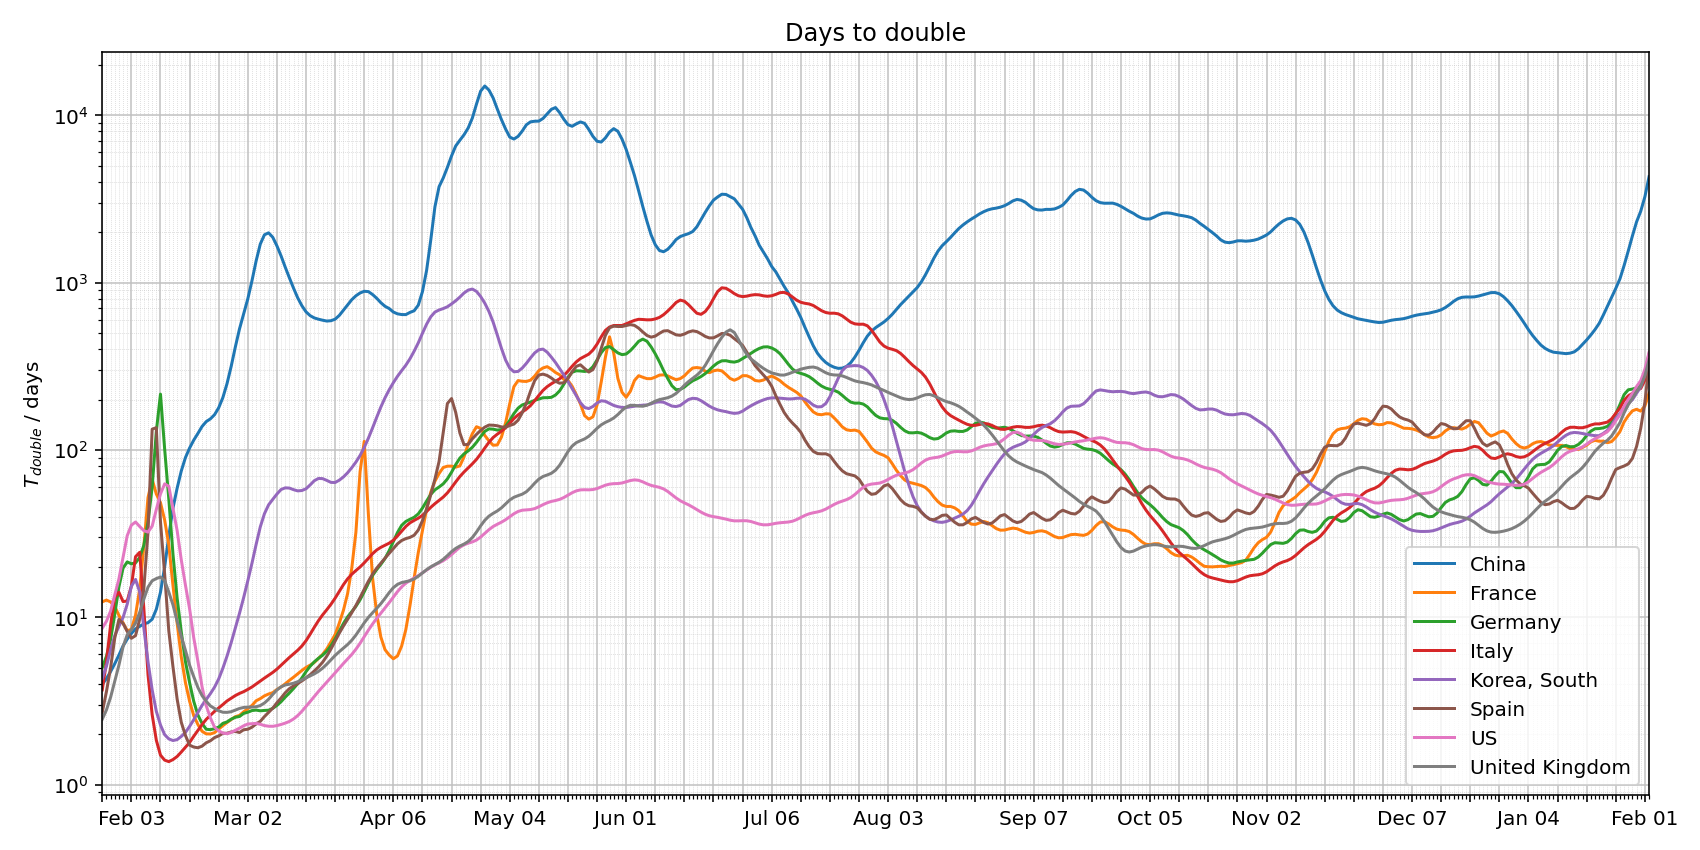 Days to double
T_double / days
10⁴
10³
10²
10¹
10⁰
Feb 03 Mar 02 Apr 06 May 04 Jun 01 Jul 06 Aug 03 Sep 07 Oct 05 Nov 02 Dec 07 Jan 04 Feb 01
China
France
Germany
Italy
Korea, South
Spain
US
United Kingdom